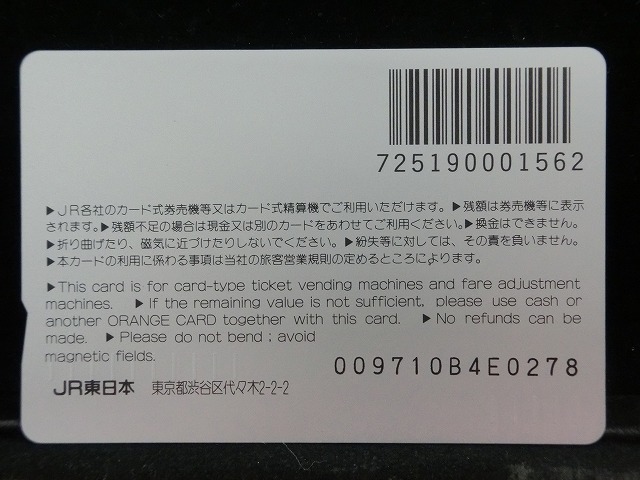 725190001562
▶JR各社のカード式券売機等又はカード式精算機でご利用いただけます。▶残額は券売機等に表示
されます。▶残額不足の場合は現金又は別のカードをあわせてご利用ください。▶換金はできません。
▶折り曲げたり、磁気に近づけたりしないでください。▶紛失等に対しては、その責を負いません。
▶本カードの利用に係わる事項は当社の旅客営業規則の定めるところによります。
▶This card is for card-type ticket vending machines and fare adjustment
machines. ▶If the remaining value is not sufficient, please use cash or
another ORANGE CARD together with this card. ▶No refunds can be
made. ▶Please do not bend; avoid
magnetic fields.
009710B4E0278
JR東日本 東京都渋谷区代々木2-2-2